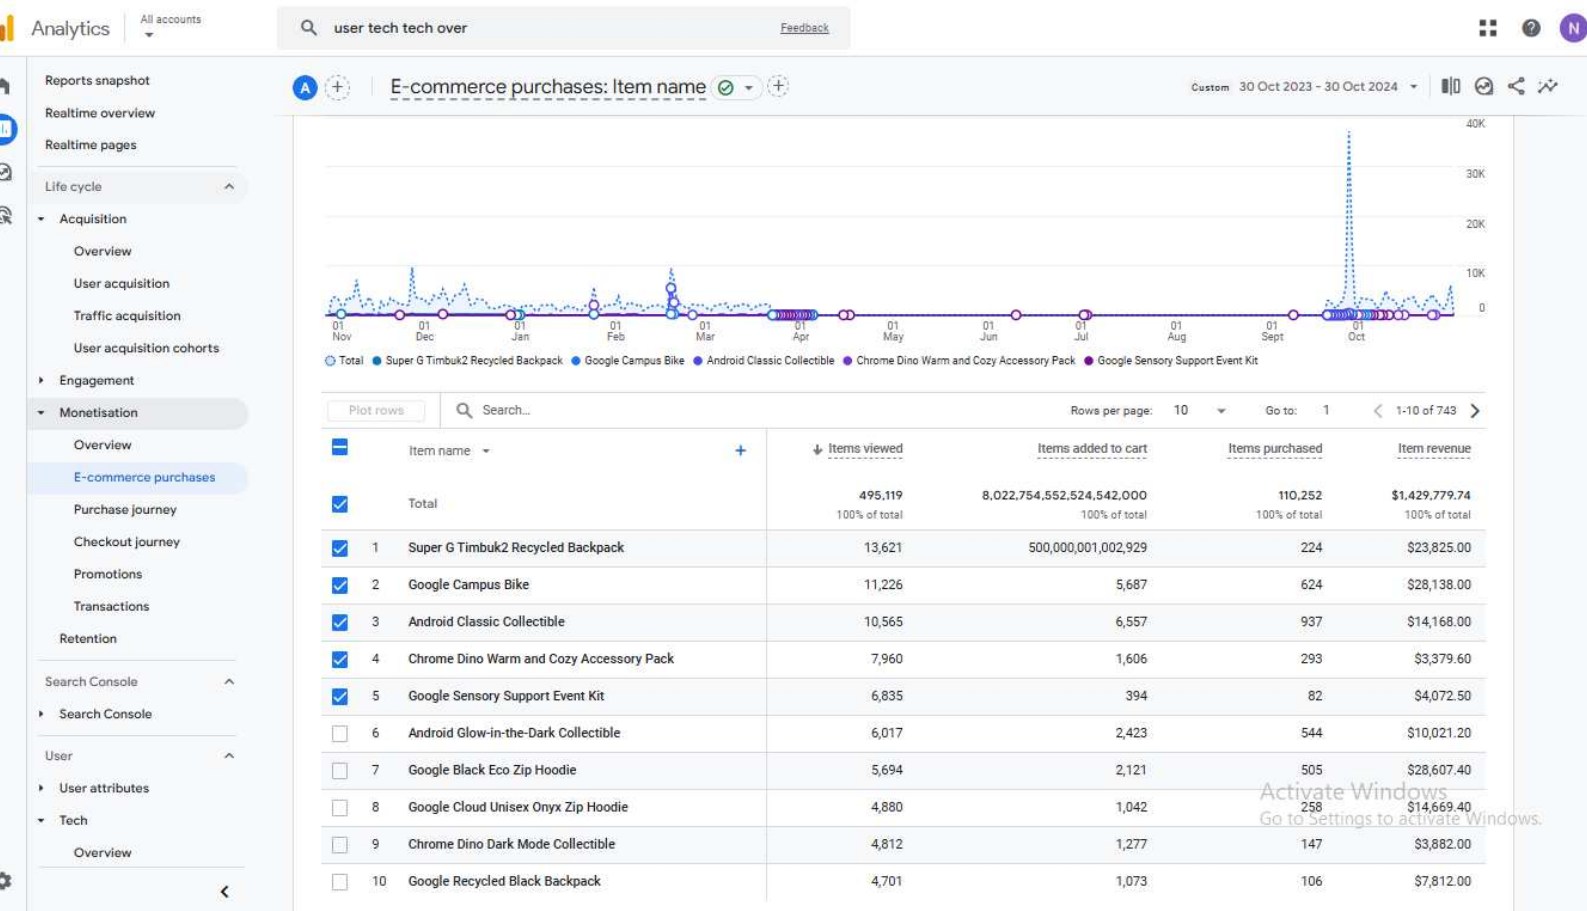 Analytics
All accounts
user tech tech over
Feedback
N
Reports snapshot
Realtime overview
Realtime pages
Life cycle
Acquisition
Overview
User acquisition
Traffic acquisition
User acquisition cohorts
Engagement
Monetisation
Overview
E-commerce purchases
Purchase journey
Checkout journey
Promotions
Transactions
Retention
Search Console
Search Console
User
User attributes
Tech
Overview
A
E-commerce purchases: Item name
Custom 30 Oct 2023 - 30 Oct 2024
40K
30K
20K
10K
0
01 01 01 01 01 01 01 01 01 01 01 01
Nov Dec Jan Feb Mar Apr May Jun Jul Aug Sept Oct
Total Super G Timbuk2 Recycled Backpack Google Campus Bike Android Classic Collectible Chrome Dino Warm and Cozy Accessory Pack Google Sensory Support Event Kit
Plot rows Search... Rows per page: 10 Go to: 1 1-10 of 743
Item name + Items viewed Items added to cart Items purchased Item revenue
Total 495,119 8,022,754,552,524,542,000 110,252 $1,429,779.74
100% of total 100% of total 100% of total 100% of total
1 Super G Timbuk2 Recycled Backpack 13,621 500,000,001,002,929 224 $23,825.00
2 Google Campus Bike 11,226 5,687 624 $28,138.00
3 Android Classic Collectible 10,565 6,557 937 $14,168.00
4 Chrome Dino Warm and Cozy Accessory Pack 7,960 1,606 293 $3,379.60
5 Google Sensory Support Event Kit 6,835 394 82 $4,072.50
6 Android Glow-in-the-Dark Collectible 6,017 2,423 544 $10,021.20
7 Google Black Eco Zip Hoodie 5,694 2,121 505 $28,607.40
8 Google Cloud Unisex Onyx Zip Hoodie 4,880 1,042 258 $14,669.40
9 Chrome Dino Dark Mode Collectible 4,812 1,277 147 $3,882.00
10 Google Recycled Black Backpack 4,701 1,073 106 $7,812.00
Activate Windows
Go to Settings to activate Windows.